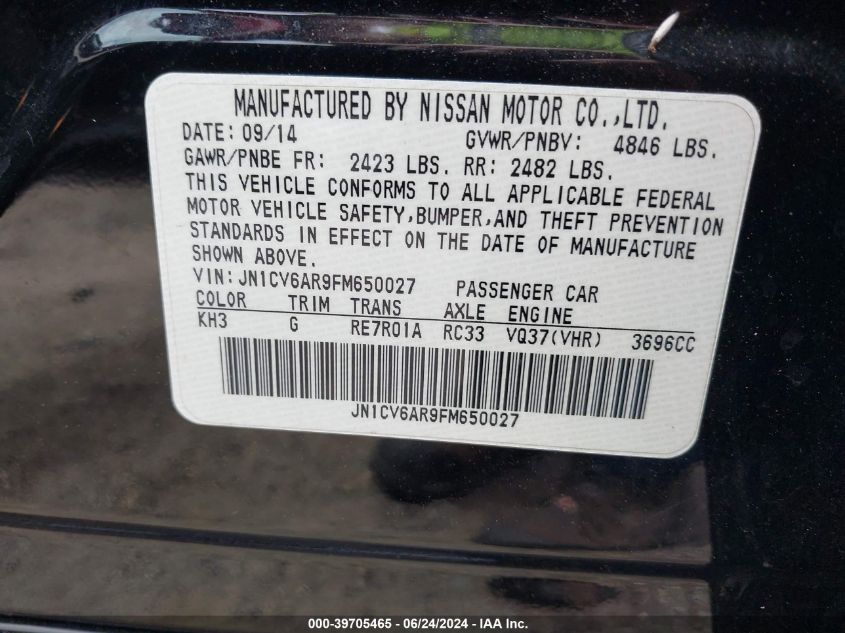 MANUFACTURED BY NISSAN MOTOR CO.,LTD.
DATE: 09/14 GVWR/PNBV: 4846 LBS.
GAWR/PNBE FR: 2423 LBS. RR: 2482 LBS.
THIS VEHICLE CONFORMS TO ALL APPLICABLE FEDERAL
MOTOR VEHICLE SAFETY,BUMPER,AND THEFT PREVENTION
STANDARDS IN EFFECT ON THE DATE OF MANUFACTURE
SHOWN ABOVE.
VIN:JN1CV6AR9FM650027 PASSENGER CAR
COLOR TRIM TRANS AXLE ENGINE
KH3 G RE7R01A RC33 VQ37(VHR) 3696CC
JN1CV6AR9FM650027
000-39705465 - 06/24/2024 - IAA Inc.